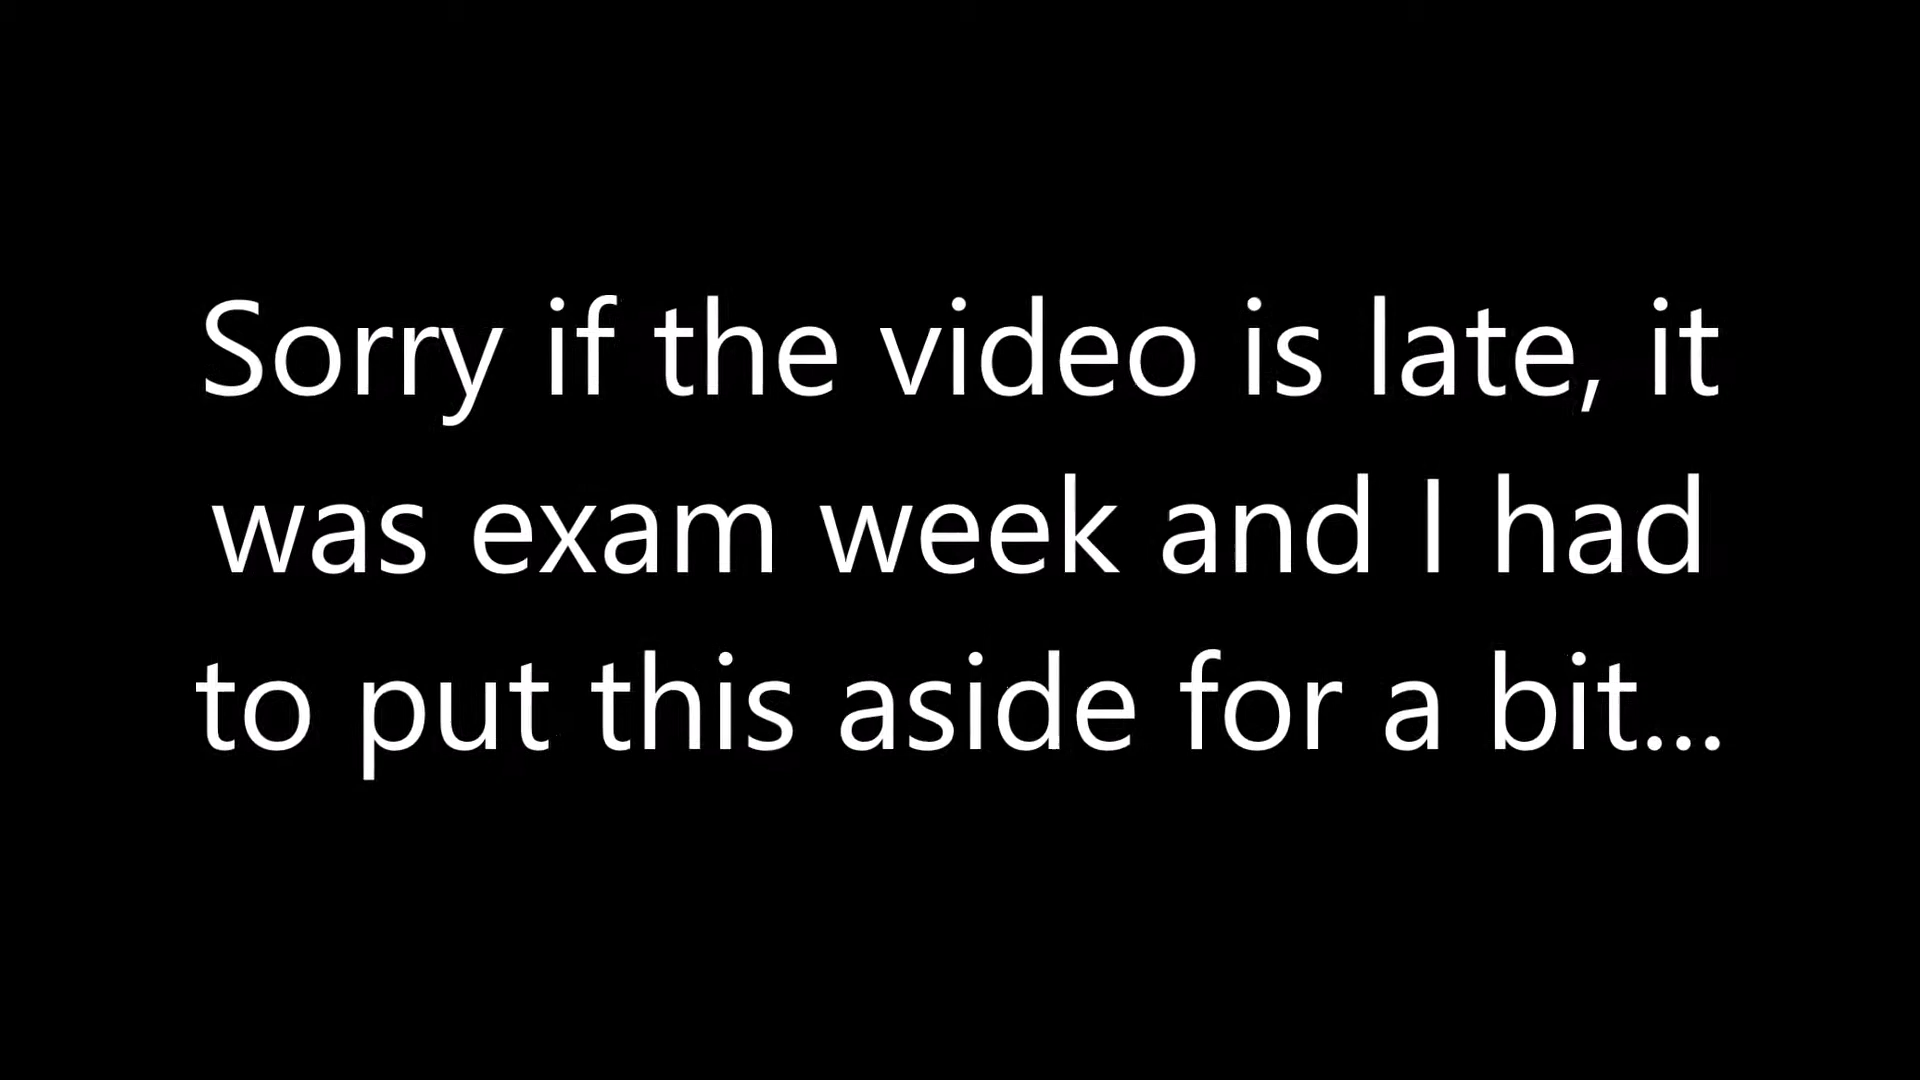 Sorry if the video is late, it
was exam week and I had
to put this aside for a bit...